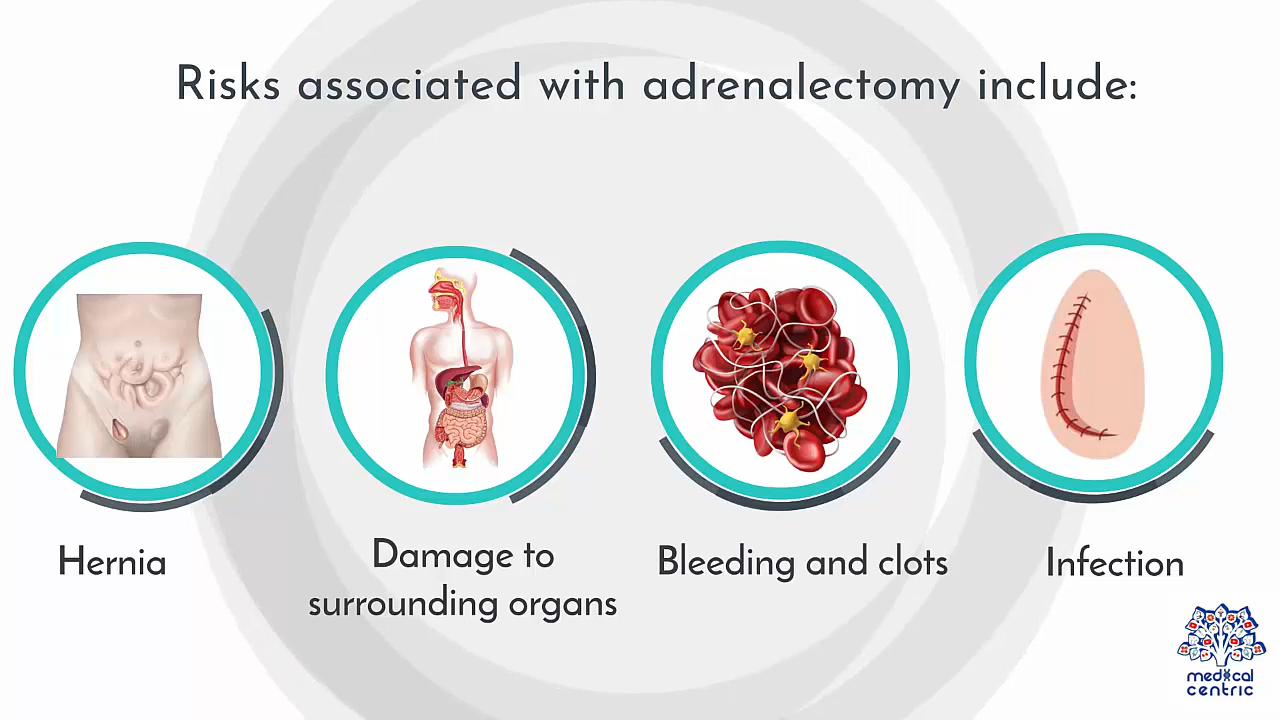 Risks associated with adrenalectomy include:
Hernia
Damage to
surrounding organs
Bleeding and clots
Infection
medical
centric